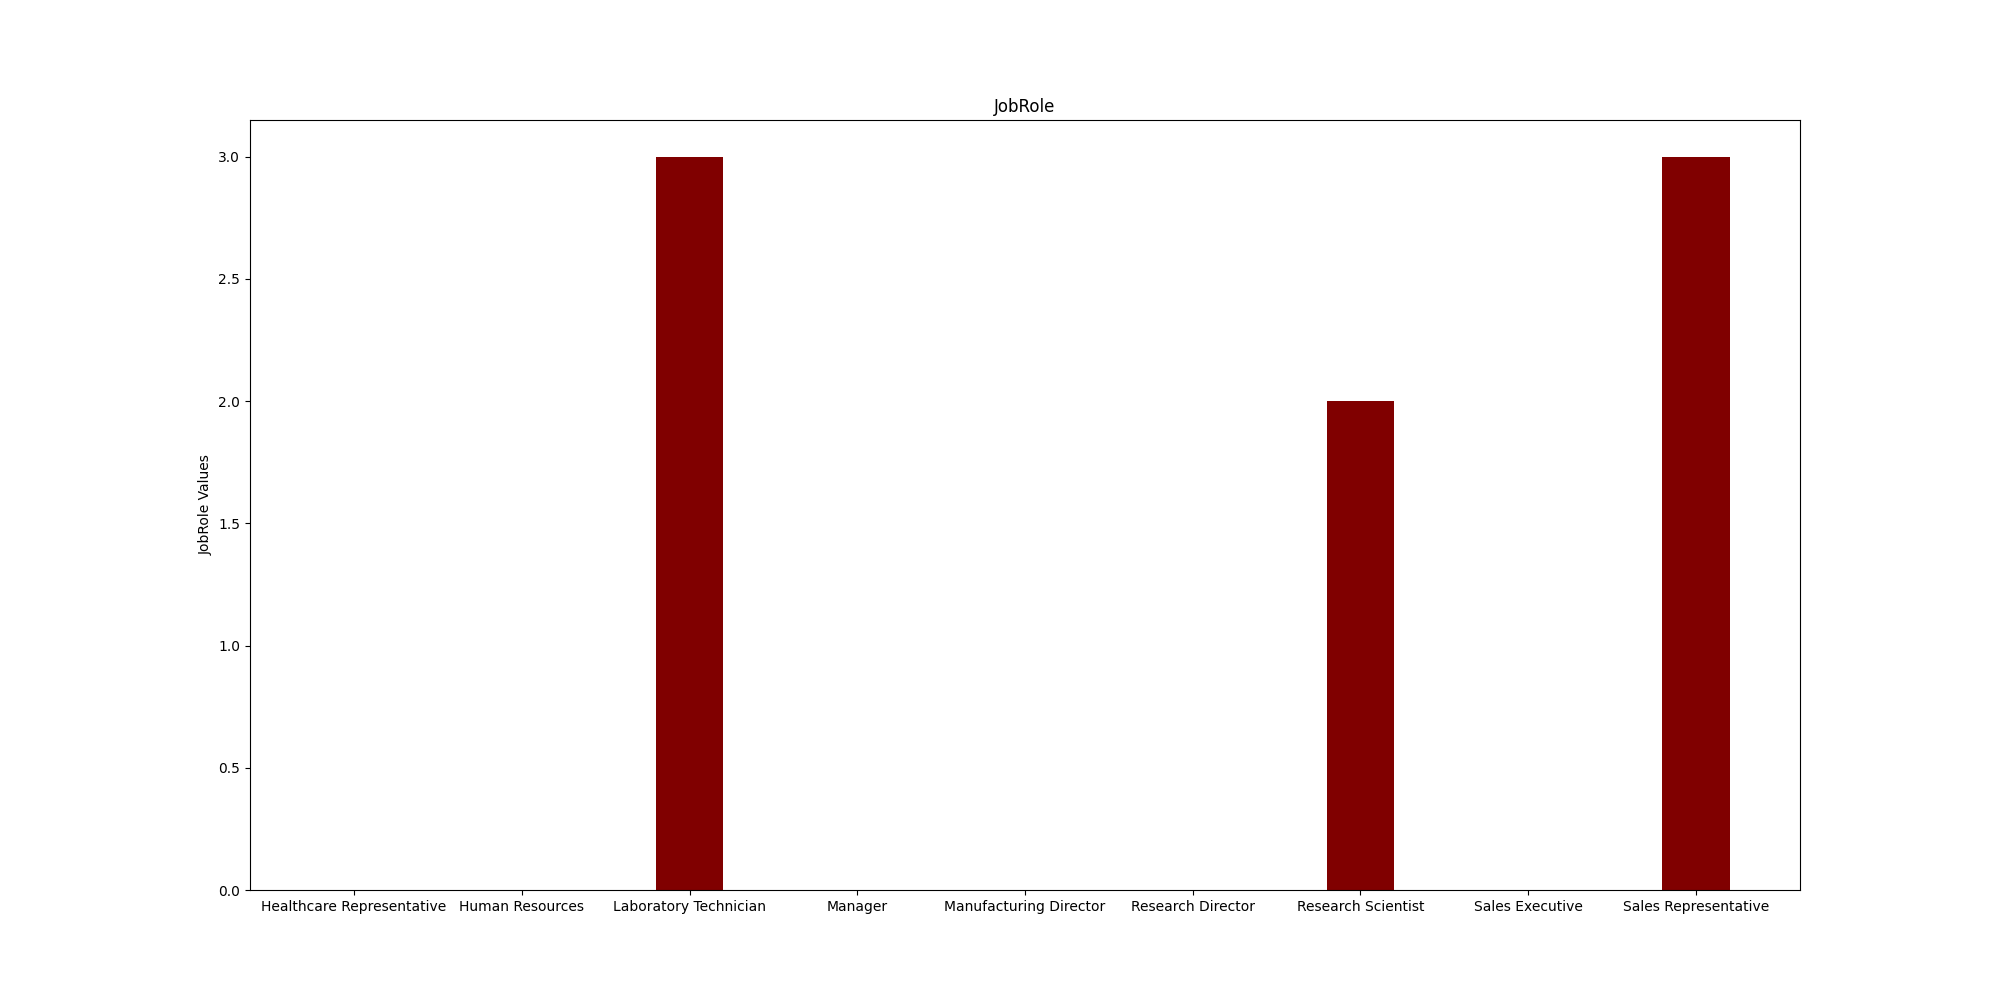 JobRole
3.0
2.5
2.0
1.5
1.0
0.5
0.0
JobRole Values
Healthcare Representative Human Resources Laboratory Technician Manager Manufacturing Director Research Director Research Scientist Sales Executive Sales Representative